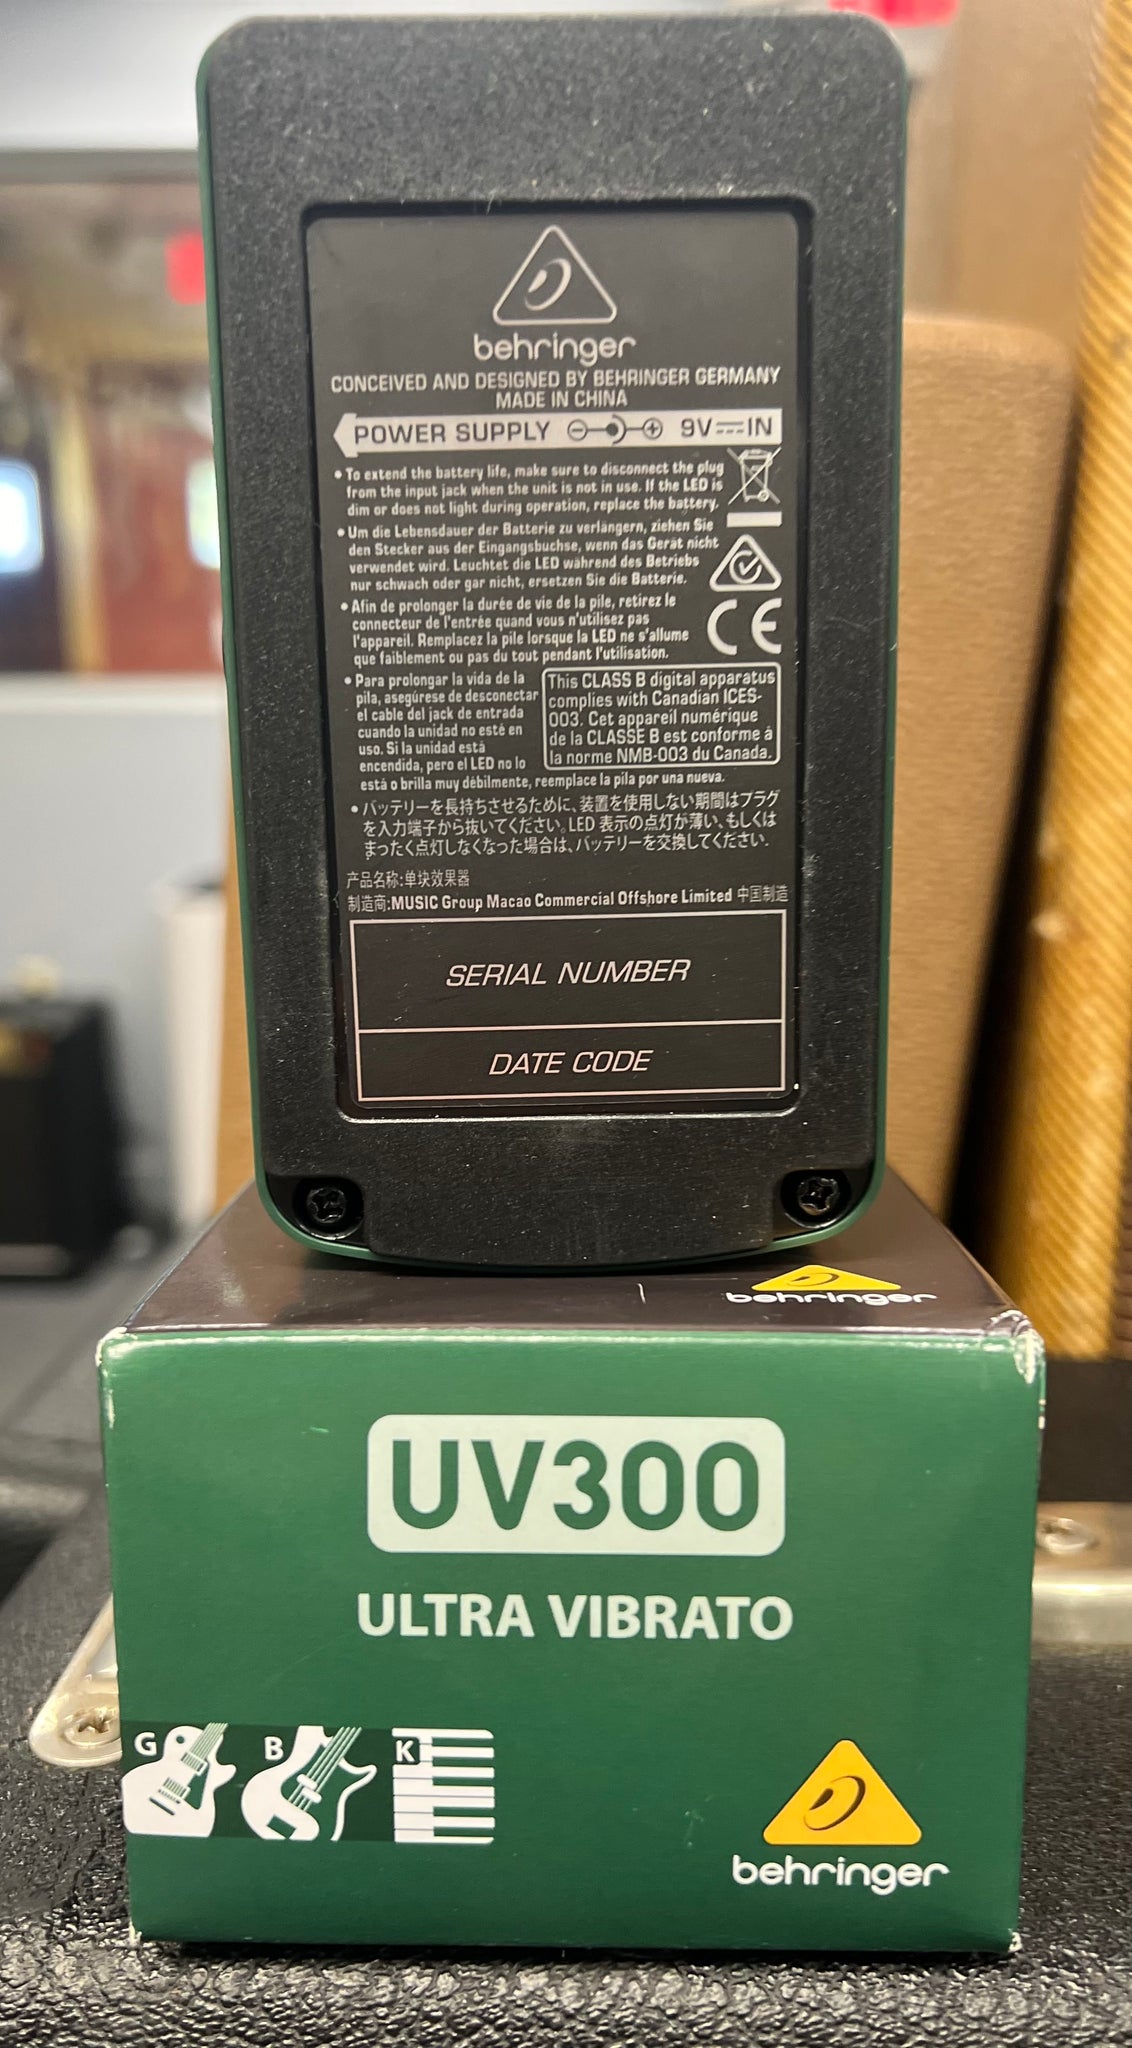 behringer
CONCEIVED AND DESIGNED BY BEHRINGER GERMANY
MADE IN CHINA
POWER SUPPLY 9V IN
• To extend the battery life, make sure to disconnect the plug
from the input jack when the unit is not in use. If the LED is
dim or does not light during operation, replace the battery.
• Um die Lebensdauer der Batterie zu verlängern, ziehen Sie
den Stecker aus der Eingangsbuchse, wenn das Gerät nicht
verwendet wird. Leuchtet die LED während des Betriebs
nur schwach oder gar nicht, ersetzen Sie die Batterie.
• Afin de prolonger la durée de vie de la pile, retirez le
connecteur de l'entrée quand vous n'utilisez pas
l'appareil. Remplacez la pile lorsque la LED ne s'allume
que faiblement ou pas du tout pendant l'utilisation.
CE
• Para prolongar la vida de la
pila, asegúrese de desconectar
el cable del jack de entrada
cuando la unidad no esté en
uso. Si la unidad está
encendida, pero el LED no lo
está o brilla muy débilmente, reemplace la pila por una nueva.
This CLASS B digital apparatus
complies with Canadian ICES-
003. Cet appareil numérique
de la CLASSE B est conforme à
la norme NMB-003 du Canada.
• バッテリーを長持ちさせるために、装置を使用しない期間はプラグ
を入力端子から抜いてください。LED 表示の点灯が薄い、もしくは
まったく点灯しなくなった場合は、バッテリーを交換してください.
产品名称:单块效果器
制造商:MUSIC Group Macao Commercial Offshore Limited 中国制造
SERIAL NUMBER
DATE CODE
behringer
UV300
ULTRA VIBRATO
G B K
behringer